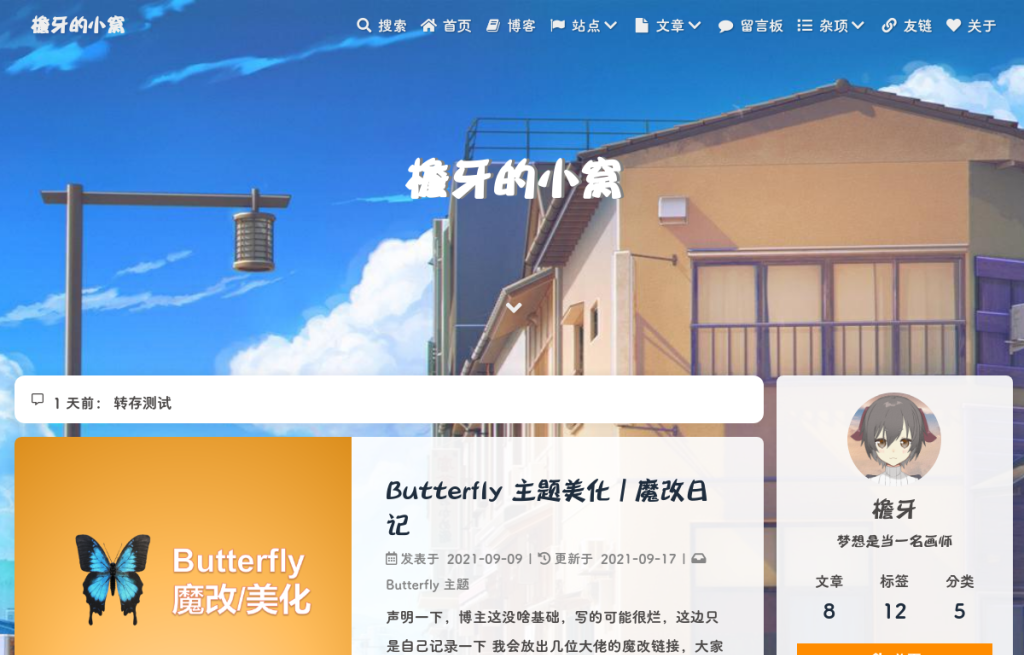 檐牙的小窝
搜索 首页 博客 站点 文章 留言板 杂项 友链 关于
檐牙的小窝
1 天前： 转存测试
Butterfly
魔改/美化
Butterfly 主题美化 | 魔改日
记
发表于 2021-09-09 | 更新于 2021-09-17 |
Butterfly 主题
声明一下，博主这没啥基础，写的可能很烂，这边只
是自己记录一下 我会放出几位大佬的魔改链接，大家
檐牙
梦想是当一名画师
文章 标签 分类
8 12 5